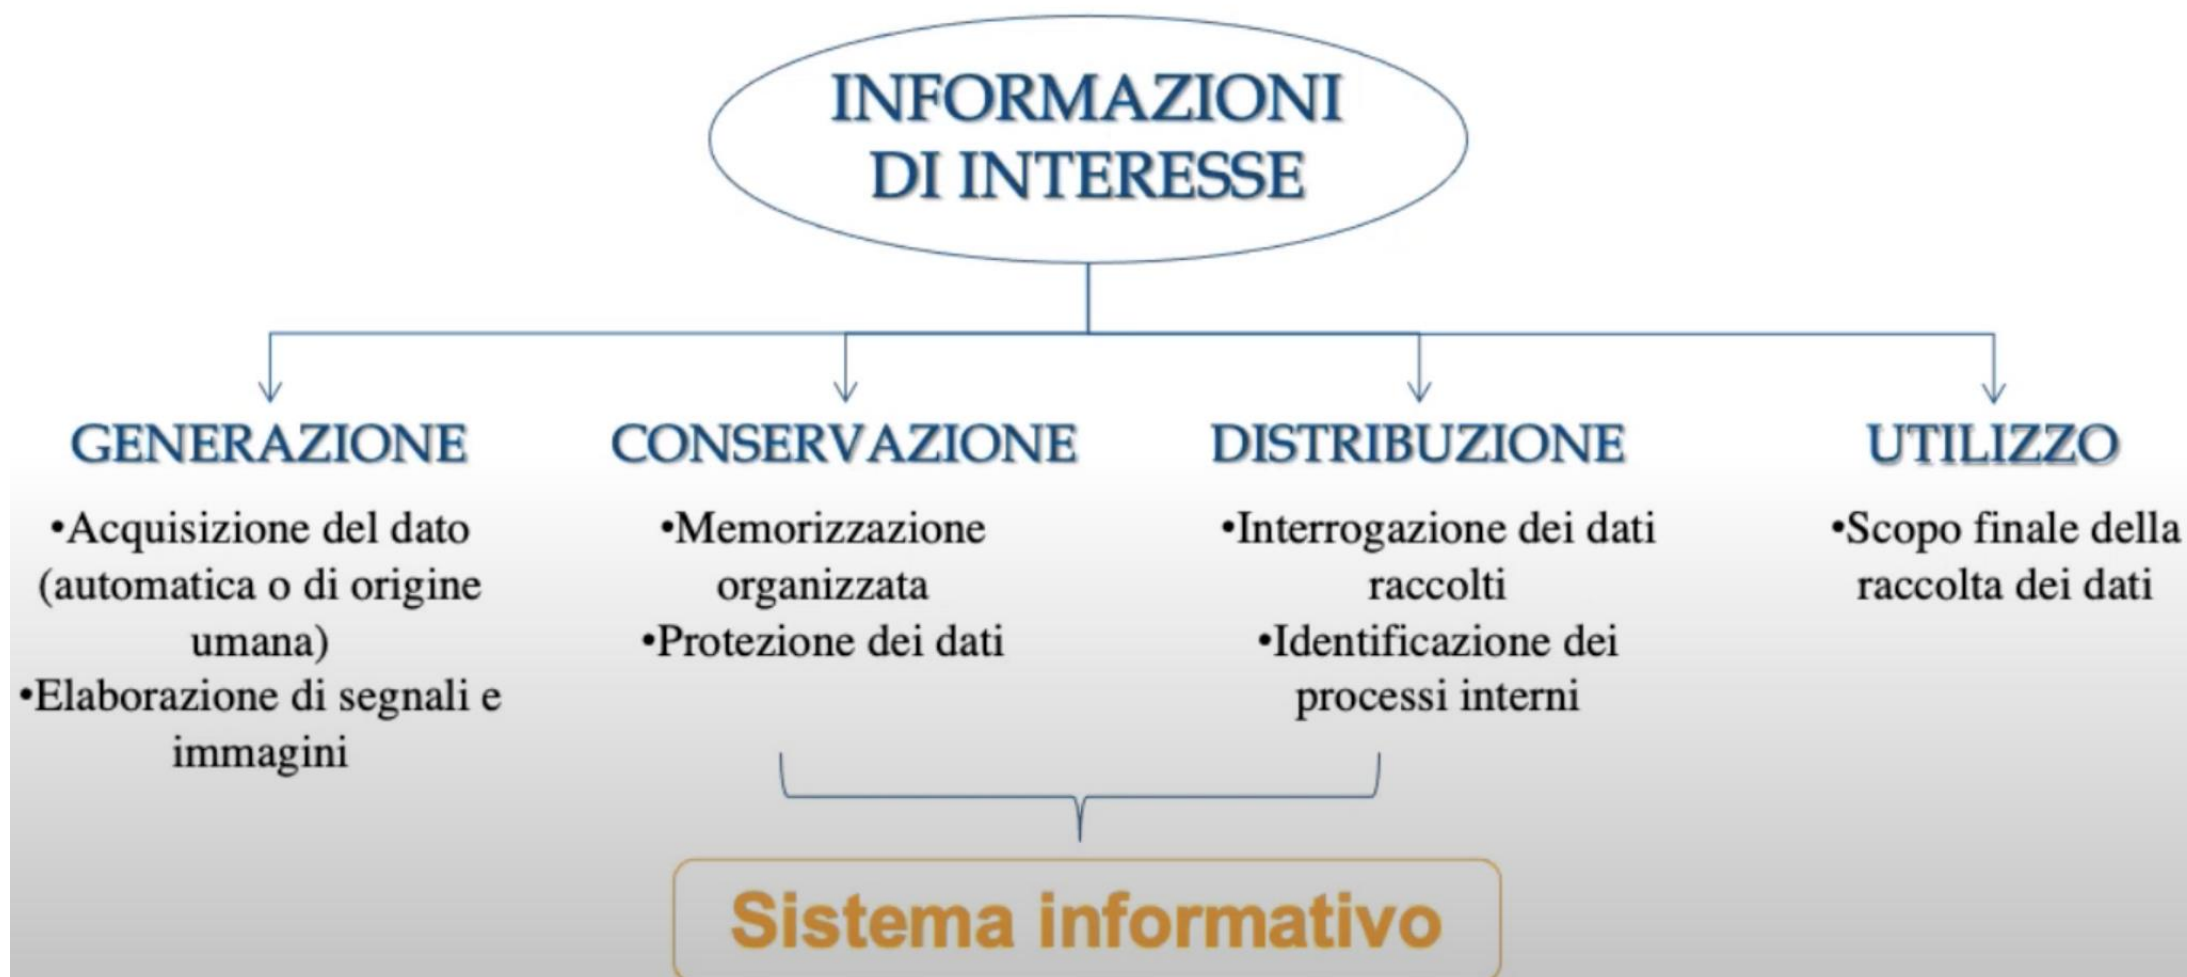 INFORMAZIONI
DI INTERESSE
GENERAZIONE
•Acquisizione del dato
(automatica o di origine
umana)
•Elaborazione di segnali e
immagini
CONSERVAZIONE
•Memorizzazione
organizzata
•Protezione dei dati
DISTRIBUZIONE
•Interrogazione dei dati
raccolti
•Identificazione dei
processi interni
UTILIZZO
•Scopo finale della
raccolta dei dati
Sistema informativo